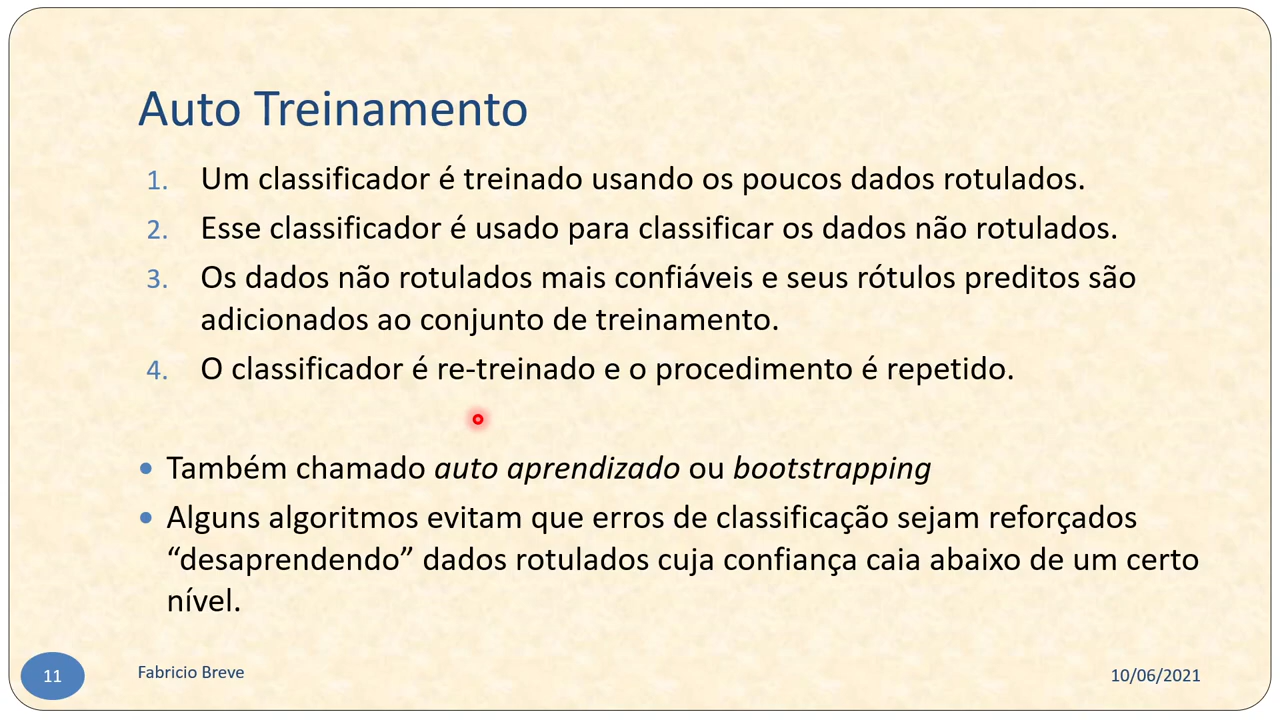 Auto Treinamento
1. Um classificador é treinado usando os poucos dados rotulados.
2. Esse classificador é usado para classificar os dados não rotulados.
3. Os dados não rotulados mais confiáveis e seus rótulos preditos são
adicionados ao conjunto de treinamento.
4. O classificador é re-treinado e o procedimento é repetido.
• Também chamado auto aprendizado ou bootstrapping
• Alguns algoritmos evitam que erros de classificação sejam reforçados
“desaprendendo” dados rotulados cuja confiança caia abaixo de um certo
nível.
11
Fabricio Breve
10/06/2021